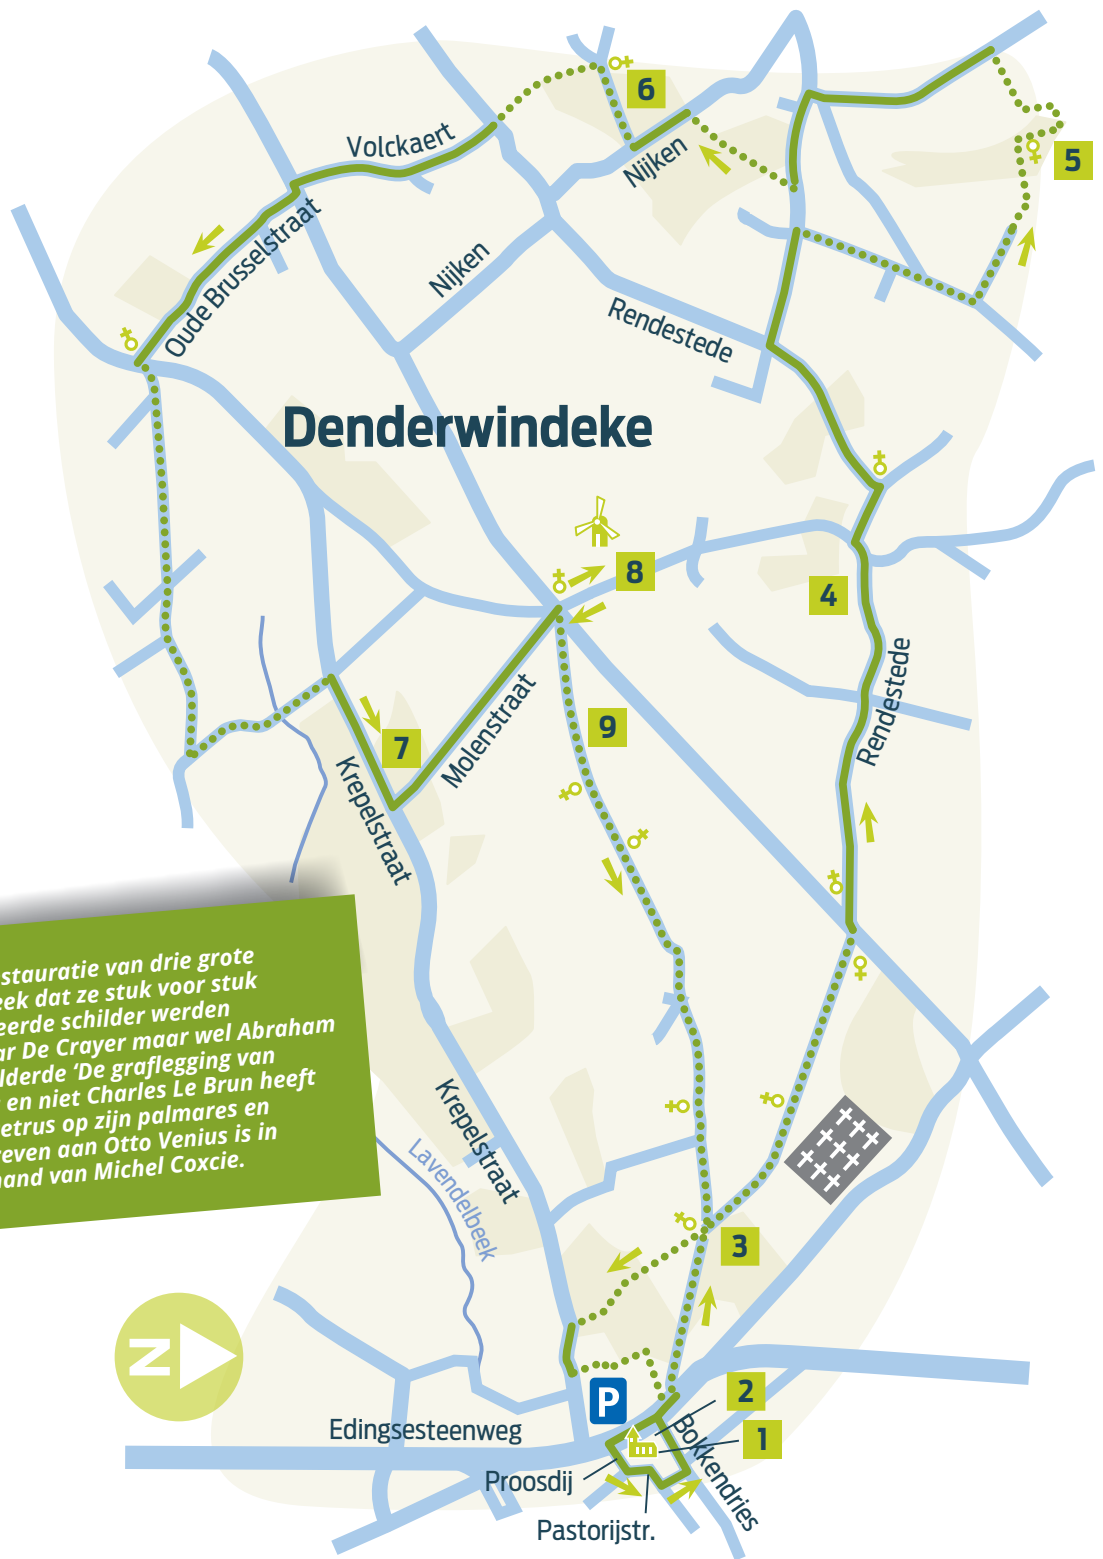 6
5
Volckaert
Nijken
Oude Brusselstraat
Nijken
Rendestede
Denderwindeke
8
4
Rendestede
9
7
Molenstraat
Krepelstraat
stauratie van drie grote
eek dat ze stuk voor stuk
eerde schilder werden
ar De Crayer maar wel Abraham
lderde ‘De graflegging van
en niet Charles Le Brun heeft
etrus op zijn palmares en
even aan Otto Venius is in
hand van Michel Coxcie.
Krepelstraat
Lavendelbeek
3
N
P
2
1
Edingsesteenweg
Bokkendries
Proosdij
Pastorijstr.